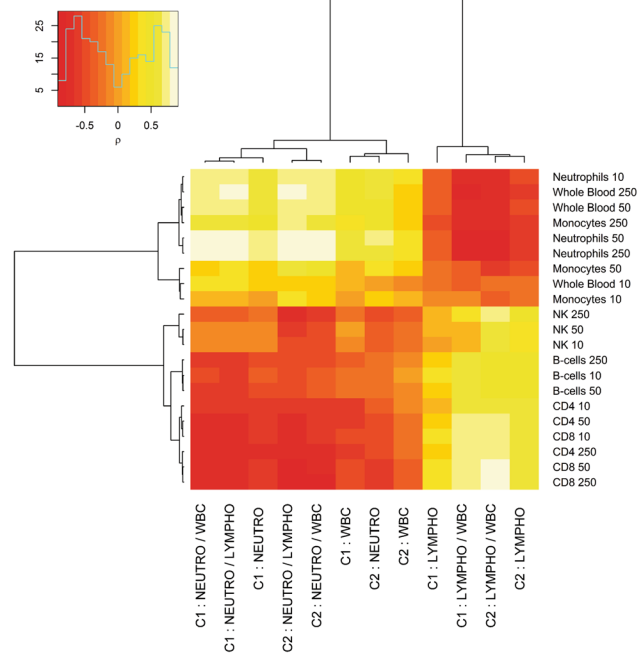 25
15
5
-0.5 0 0.5
ρ
Neutrophils 10
Whole Blood 250
Whole Blood 50
Monocytes 250
Neutrophils 50
Neutrophils 250
Monocytes 50
Whole Blood 10
Monocytes 10
NK 250
NK 50
NK 10
B-cells 250
B-cells 10
B-cells 50
CD4 10
CD4 50
CD8 10
CD4 250
CD8 50
CD8 250
C1 : NEUTRO / WBC
C1 : NEUTRO / LYMPHO
C1 : NEUTRO
C2 : NEUTRO / LYMPHO
C2 : NEUTRO / WBC
C1 : WBC
C2 : NEUTRO
C2 : WBC
C1 : LYMPHO
C1 : LYMPHO / WBC
C2 : LYMPHO / WBC
C2 : LYMPHO